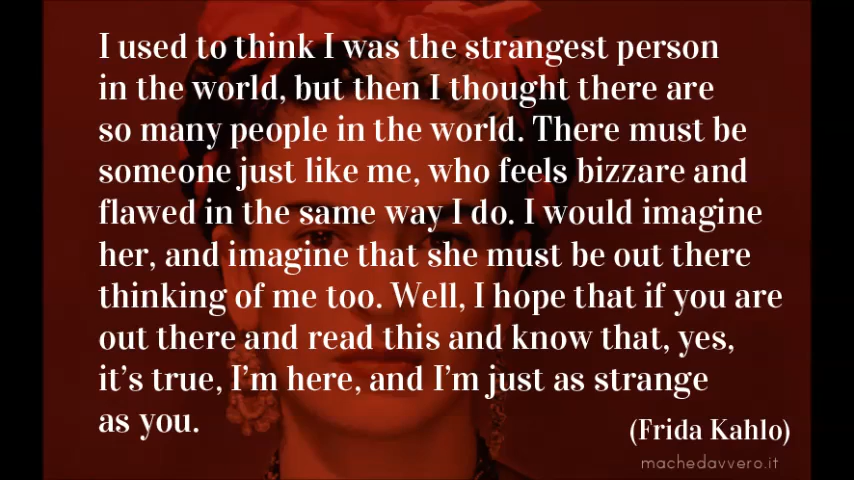 I used to think I was the strangest person
in the world, but then I thought there are
so many people in the world. There must be
someone just like me, who feels bizzare and
flawed in the same way I do. I would imagine
her, and imagine that she must be out there
thinking of me too. Well, I hope that if you are
out there and read this and know that, yes,
it's true, I'm here, and I'm just as strange
as you.
(Frida Kahlo)
machedavvero.it